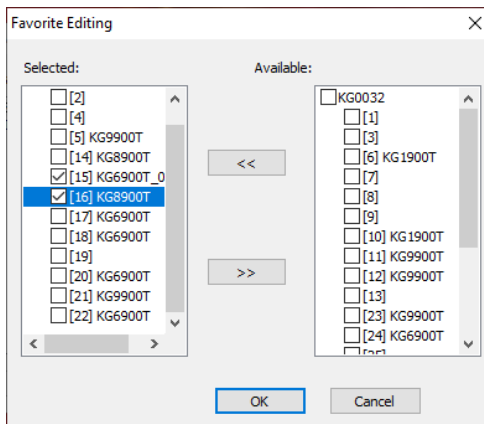 Favorite Editing
Selected:
Available:
[2]
[4]
[5] KG9900T
[14] KG8900T
[15] KG6900T_0
[16] KG8900T
[17] KG6900T
[18] KG6900T
[19]
[20] KG6900T
[21] KG9900T
[22] KG6900T
<<
>>
KG0032
[1]
[3]
[6] KG1900T
[7]
[8]
[9]
[10] KG1900T
[11] KG9900T
[12] KG9900T
[13]
[23] KG9900T
[24] KG6900T
OK
Cancel